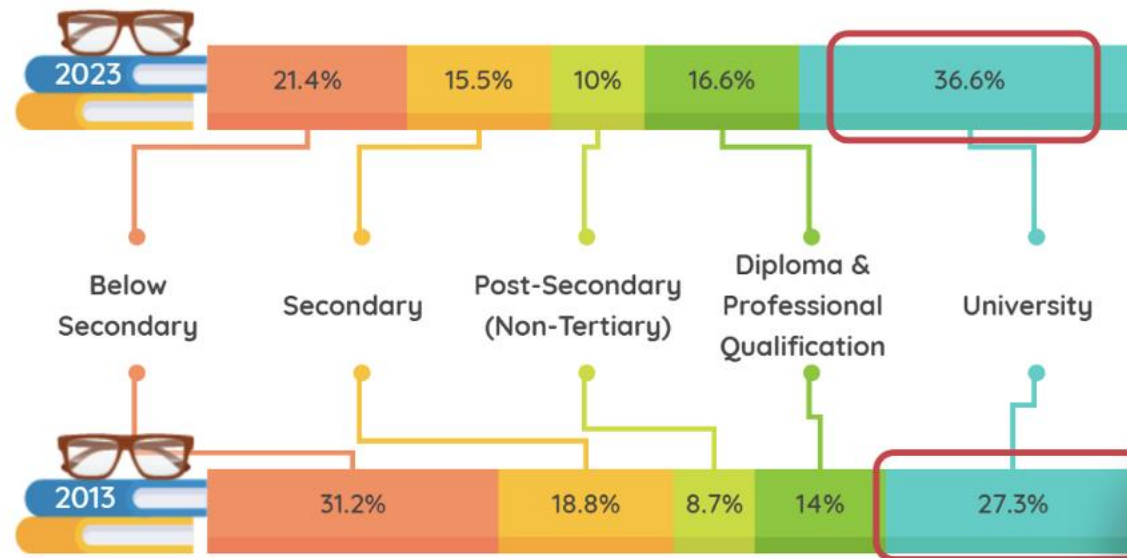 2023
21.4%
15.5%
10%
16.6%
36.6%
Below
Secondary
Secondary
Post-Secondary
(Non-Tertiary)
Diploma &
Professional
Qualification
University
2013
31.2%
18.8%
8.7%
14%
27.3%